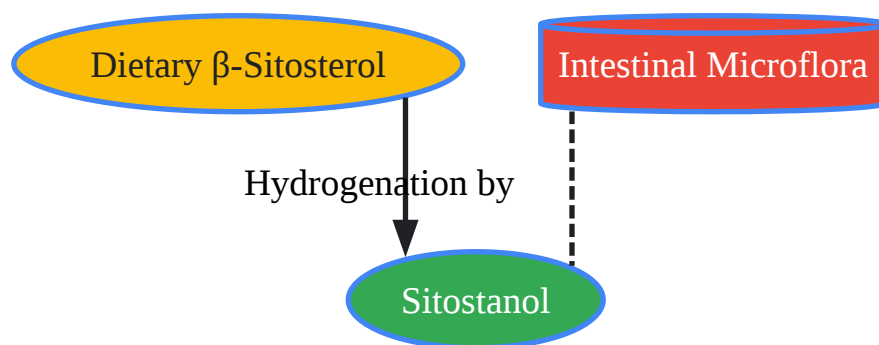 Dietary β-Sitosterol
Intestinal Microflora
Hydrogenation by
Sitostanol